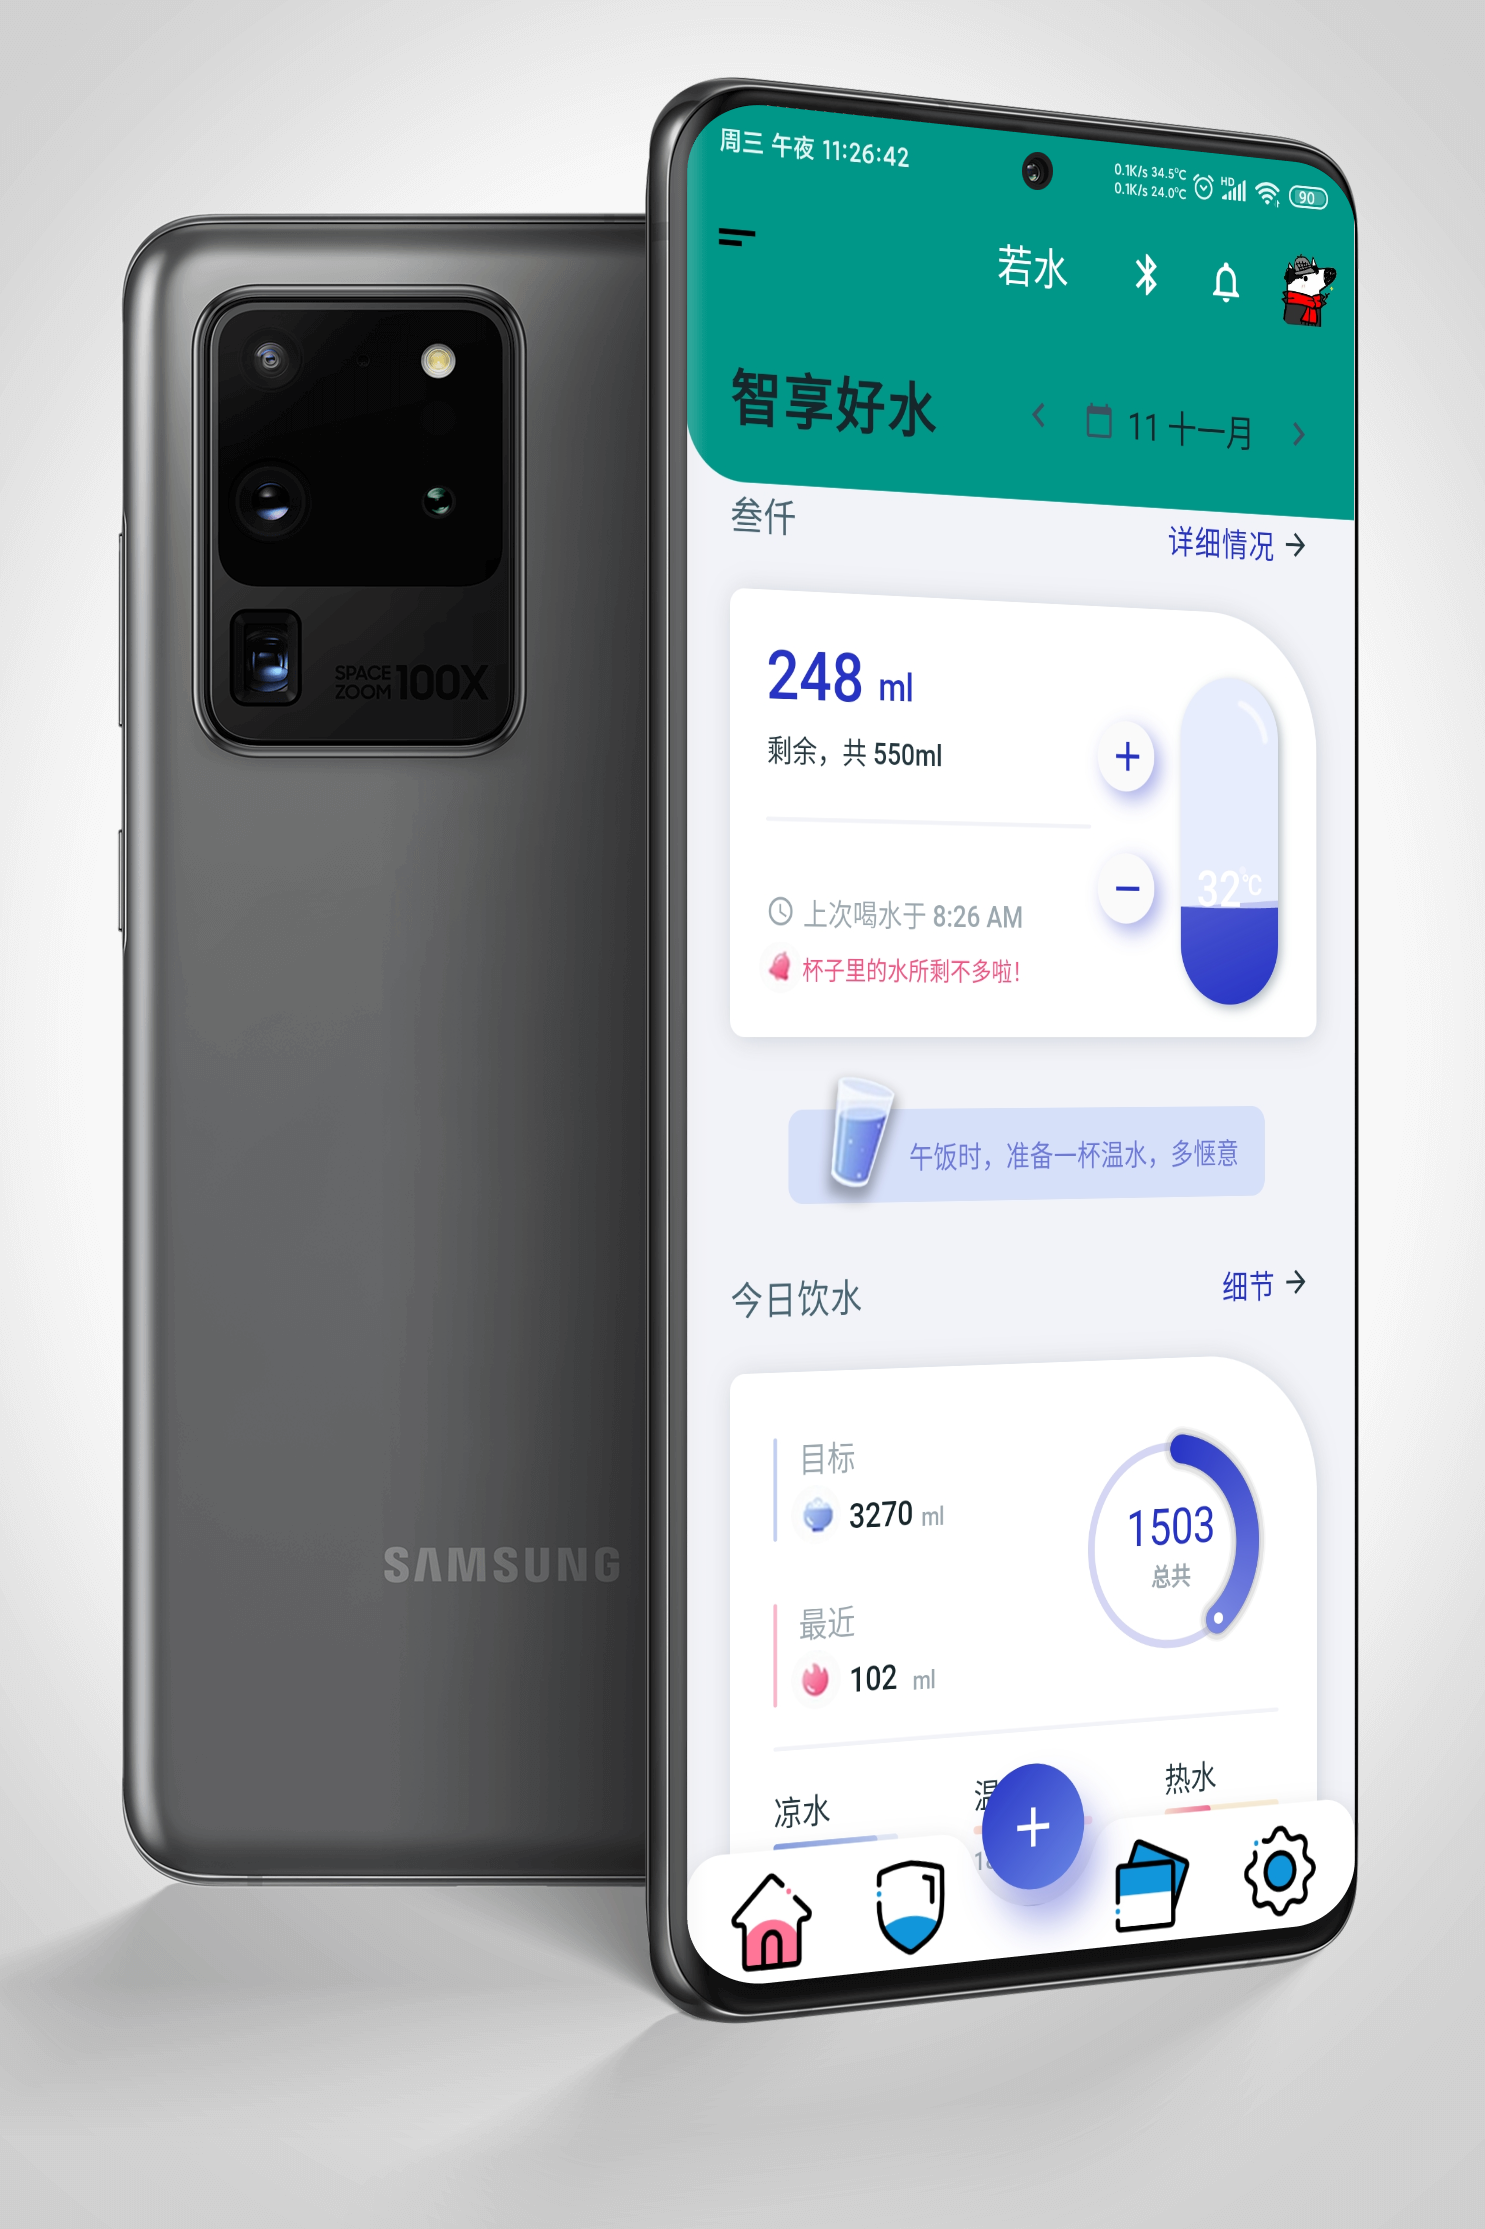 周三 午夜 11:26:42
0.1K/s 34.5°C
0.1K/s 24.0°C
HD
90
若水
智享好水
11 十一月
叁仟
详细情况
SPACE ZOOM 100X
248 ml
剩余，共 550ml
32°C
上次喝水于 8:26 AM
杯子里的水所剩不多啦！
午饭时，准备一杯温水，多惬意
今日饮水
细节
目标
3270 ml
1503
总共
SAMSUNG
最近
102 ml
凉水
温
热水